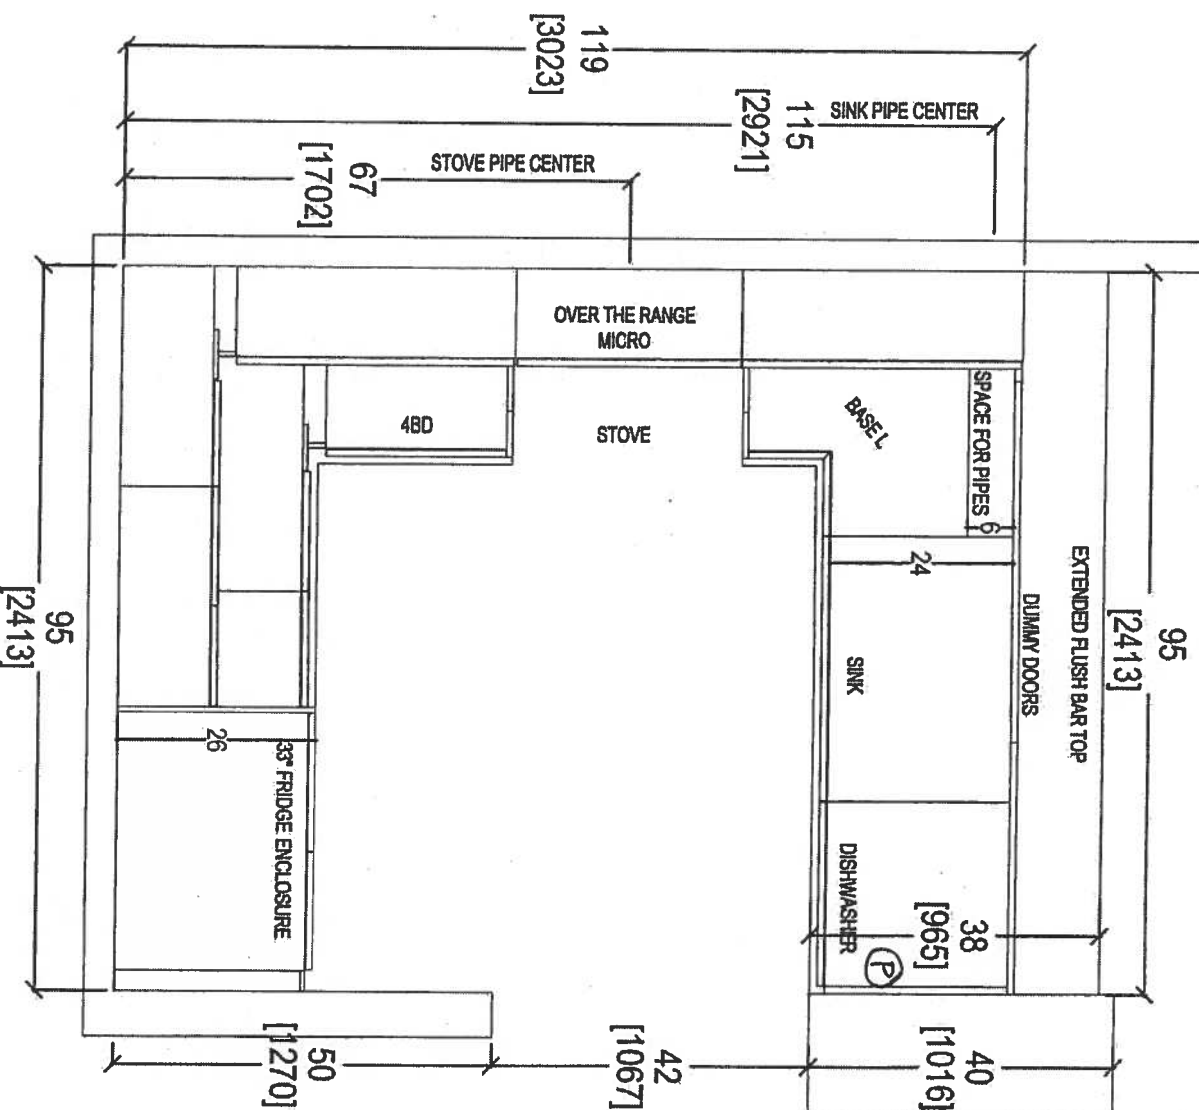 119
[3023]
115
[2921]
SINK PIPE CENTER
67
[1702]
STOVE PIPE CENTER
OVER THE RANGE
MICRO
4BD
STOVE
BASE L
SPACE FOR PIPES
6
24
SINK
DUMMY DOORS
EXTENDED FLUSH BAR TOP
95
[2413]
95
[2413]
26
33" FRIDGE ENCLOSURE
DISHWASHER
38
[965]
P
50
[1270]
42
[1067]
40
[1016]